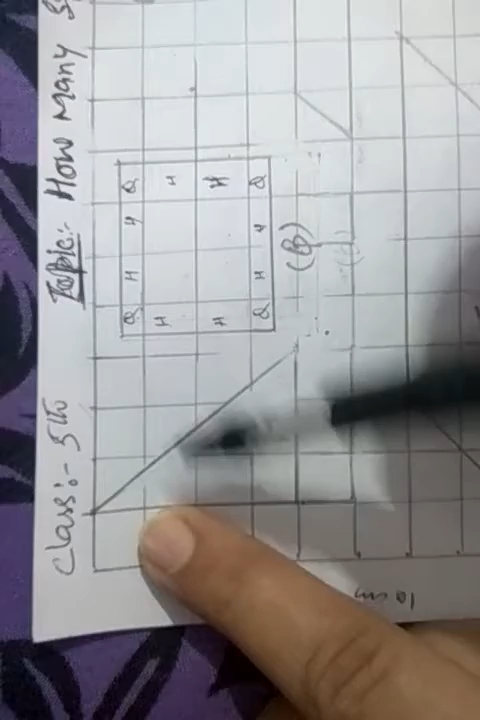 Class:- 5th Topic:- How Many
Q H H Q
H H
H H
Q H H Q
(B)
10 cm